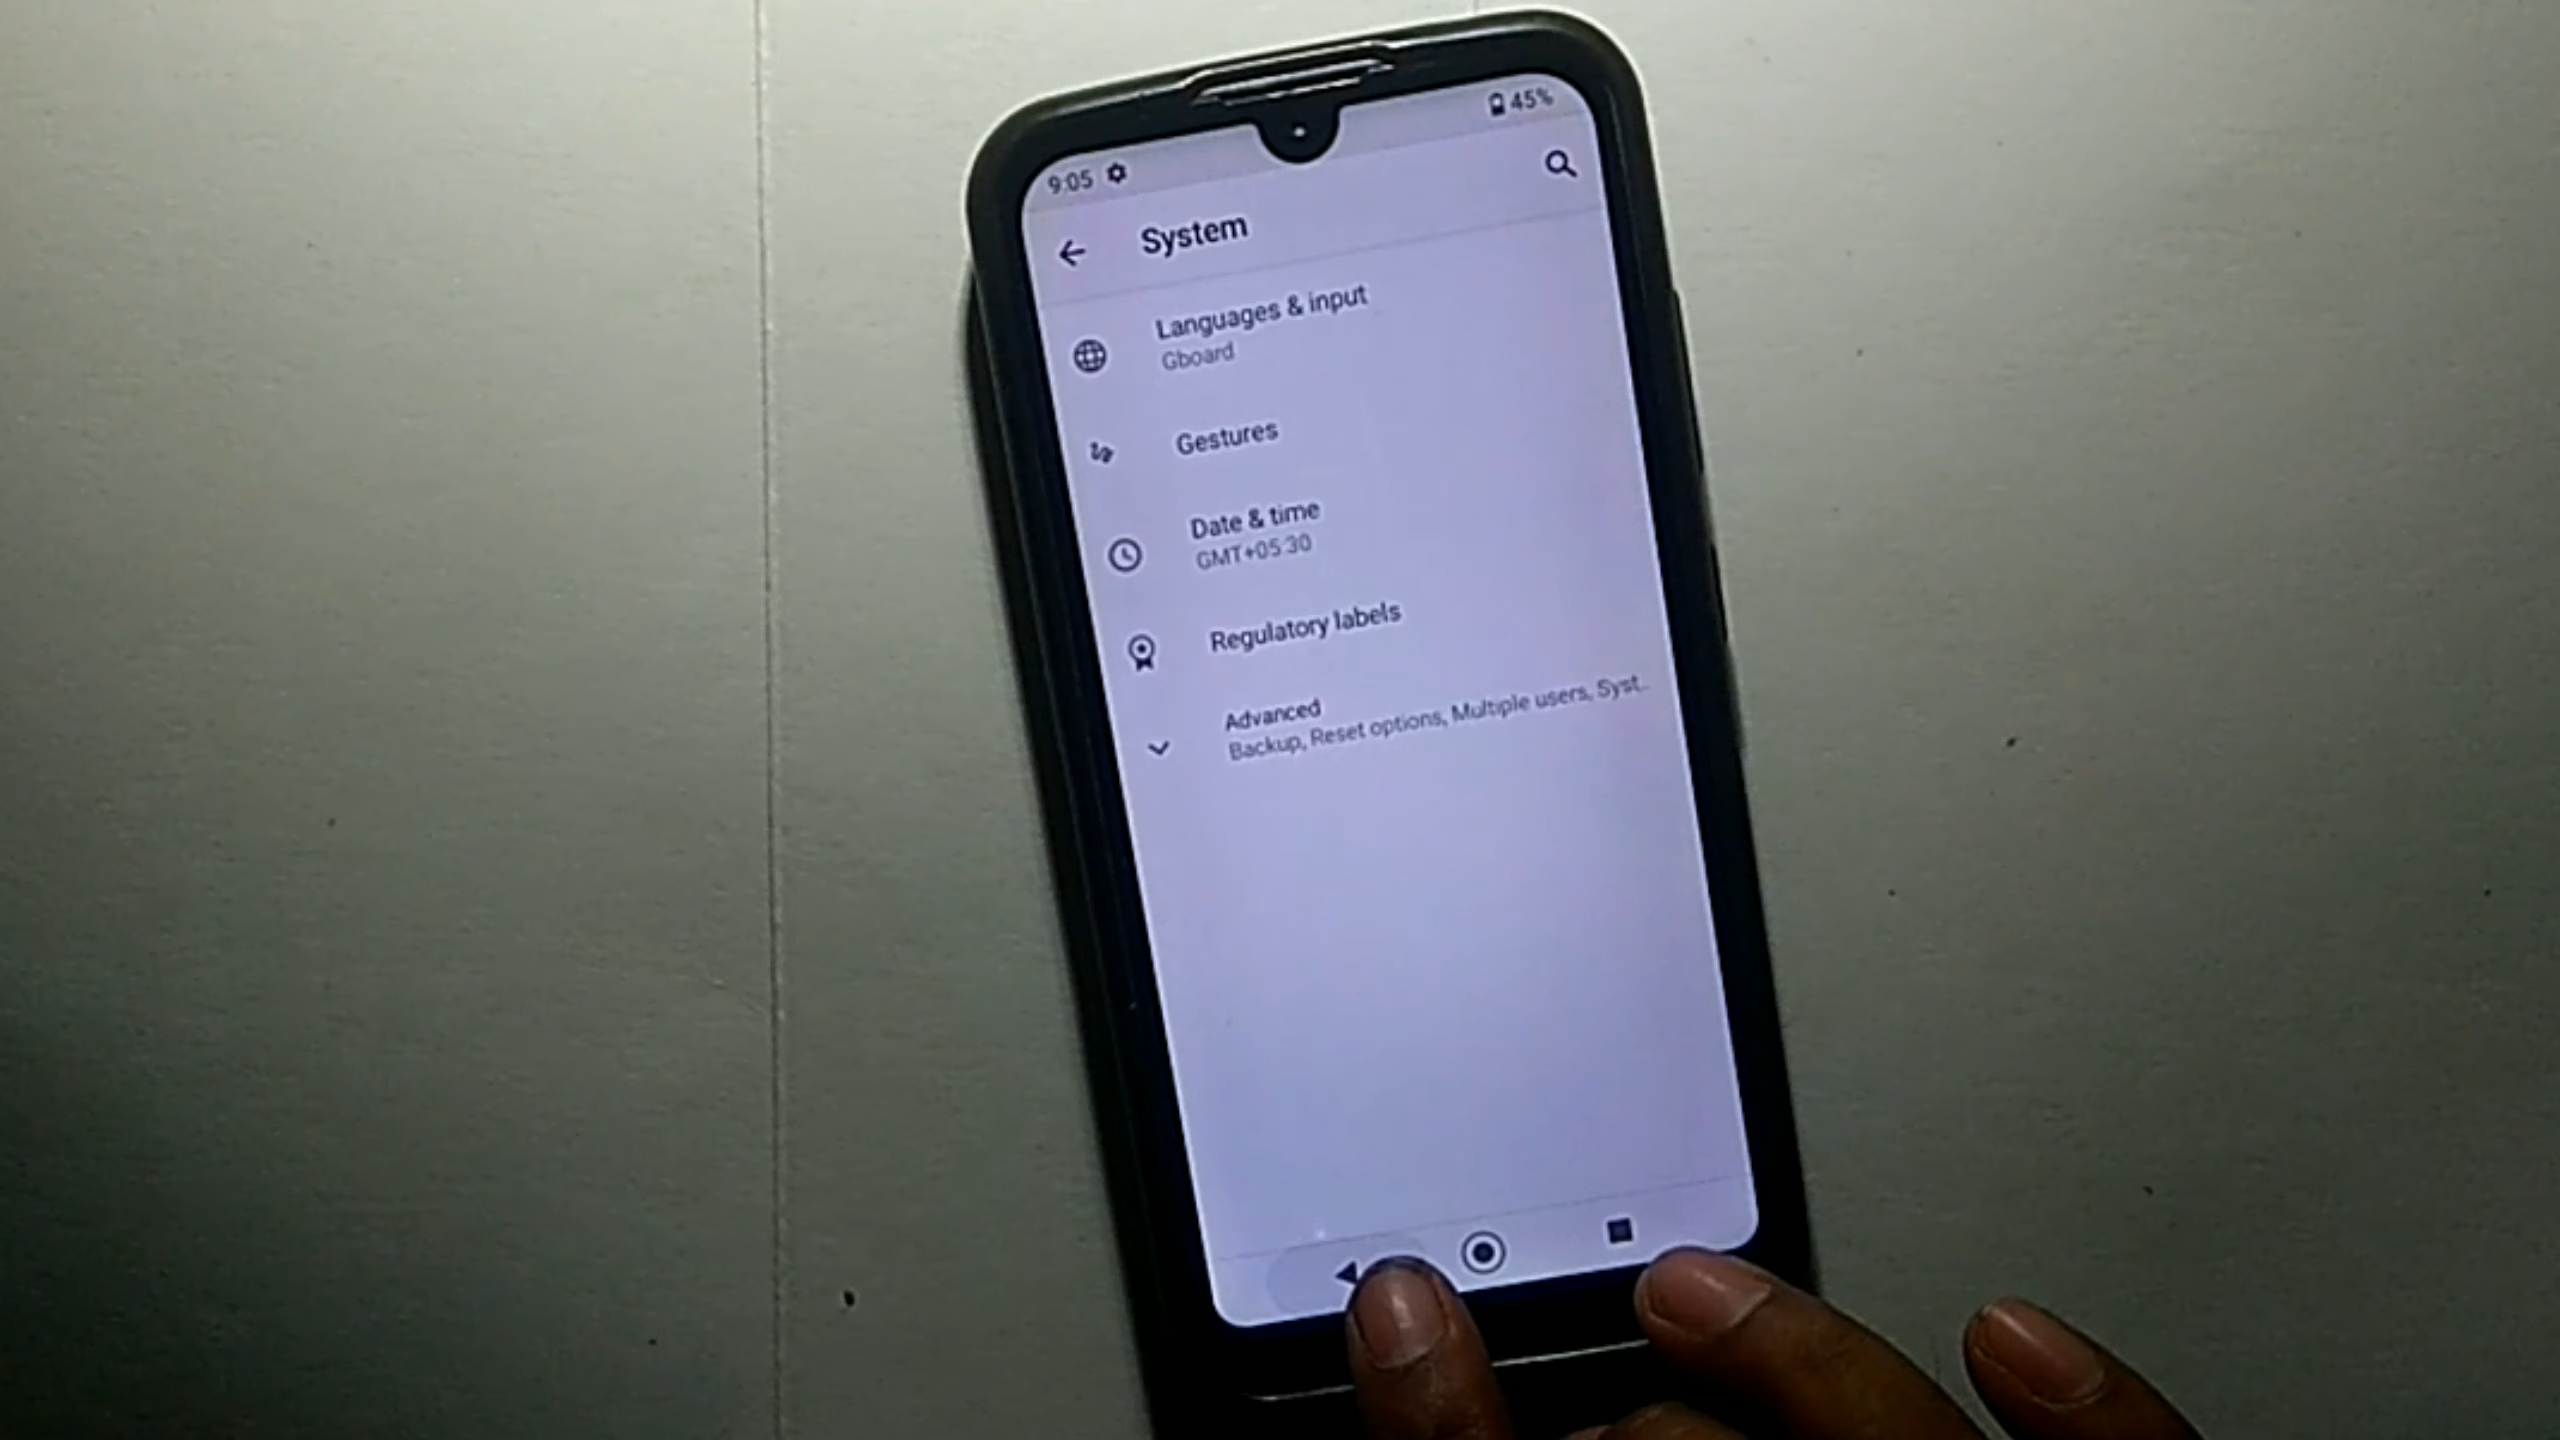 9:05
45%
System
Languages & input
Gboard
Gestures
Date & time
GMT+05:30
Regulatory labels
Advanced
Backup, Reset options, Multiple users, Syst..